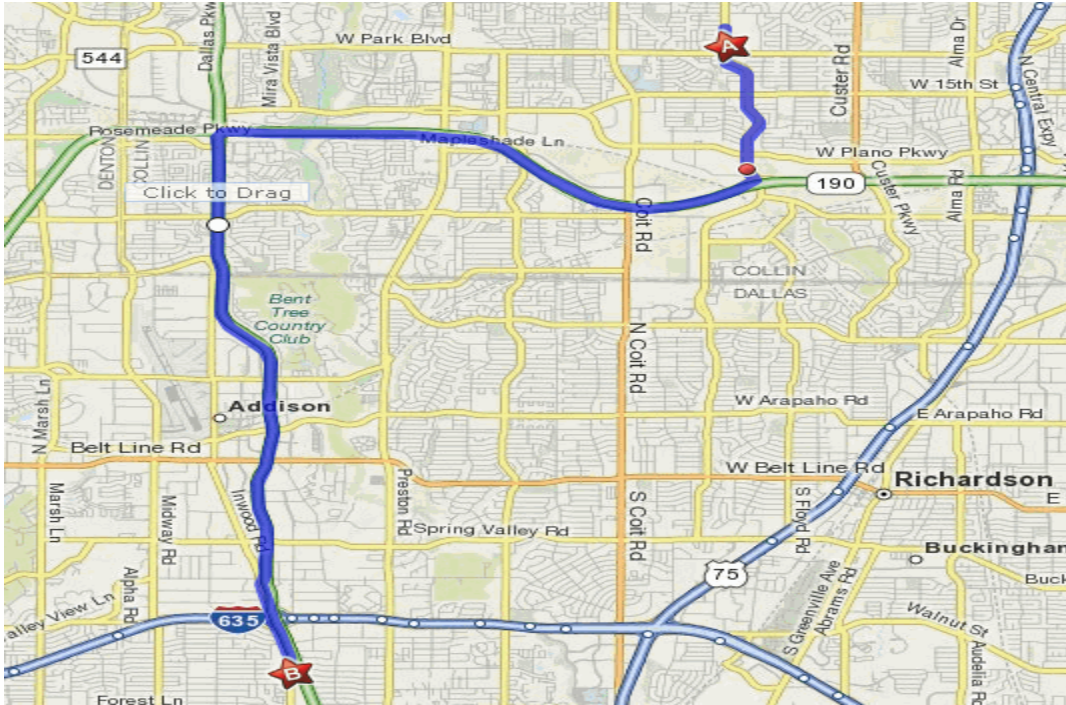 W Park Blvd
544
Dallas Pkwy
Mira Vista Blvd
A
Custer Rd
Alma Dr
N Central Expy
W 15th St
Rosemeade Pkwy
Mapleshade Ln
W Plano Pkwy
DENTON
COLLIN
Click to Drag
190
Custer Pkwy
Alma Rd
Coit Rd
COLLIN
DALLAS
Bent
Tree
Country
Club
N Coit Rd
N Marsh Ln
Addison
W Arapaho Rd
E Arapaho Rd
Belt Line Rd
W Belt Line Rd
Richardson
E
Marsh Ln
Midway Rd
Inwood Rd
Preston Rd
Spring Valley Rd
S Coit Rd
S Floyd Rd
Buckingham
75
Buck
Alpha Rd
alley View Ln
635
S Greenville Ave
Abrams Rd
Walnut St
Audelia Rd
B
Forest Ln